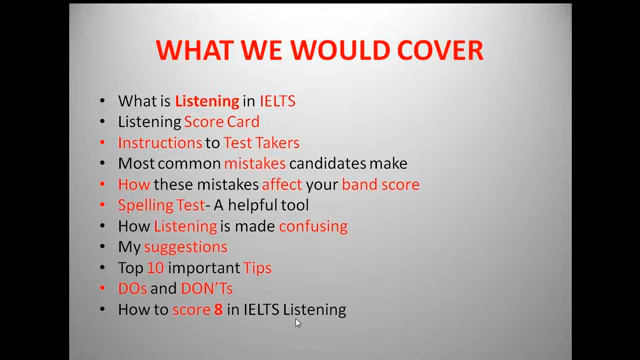 WHAT WE WOULD COVER
• What is Listening in IELTS
• Listening Score Card
• Instructions to Test Takers
• Most common mistakes candidates make
• How these mistakes affect your band score
• Spelling Test- A helpful tool
• How Listening is made confusing
• My suggestions
• Top 10 important Tips
• DOs and DON'Ts
• How to score 8 in IELTS Listening